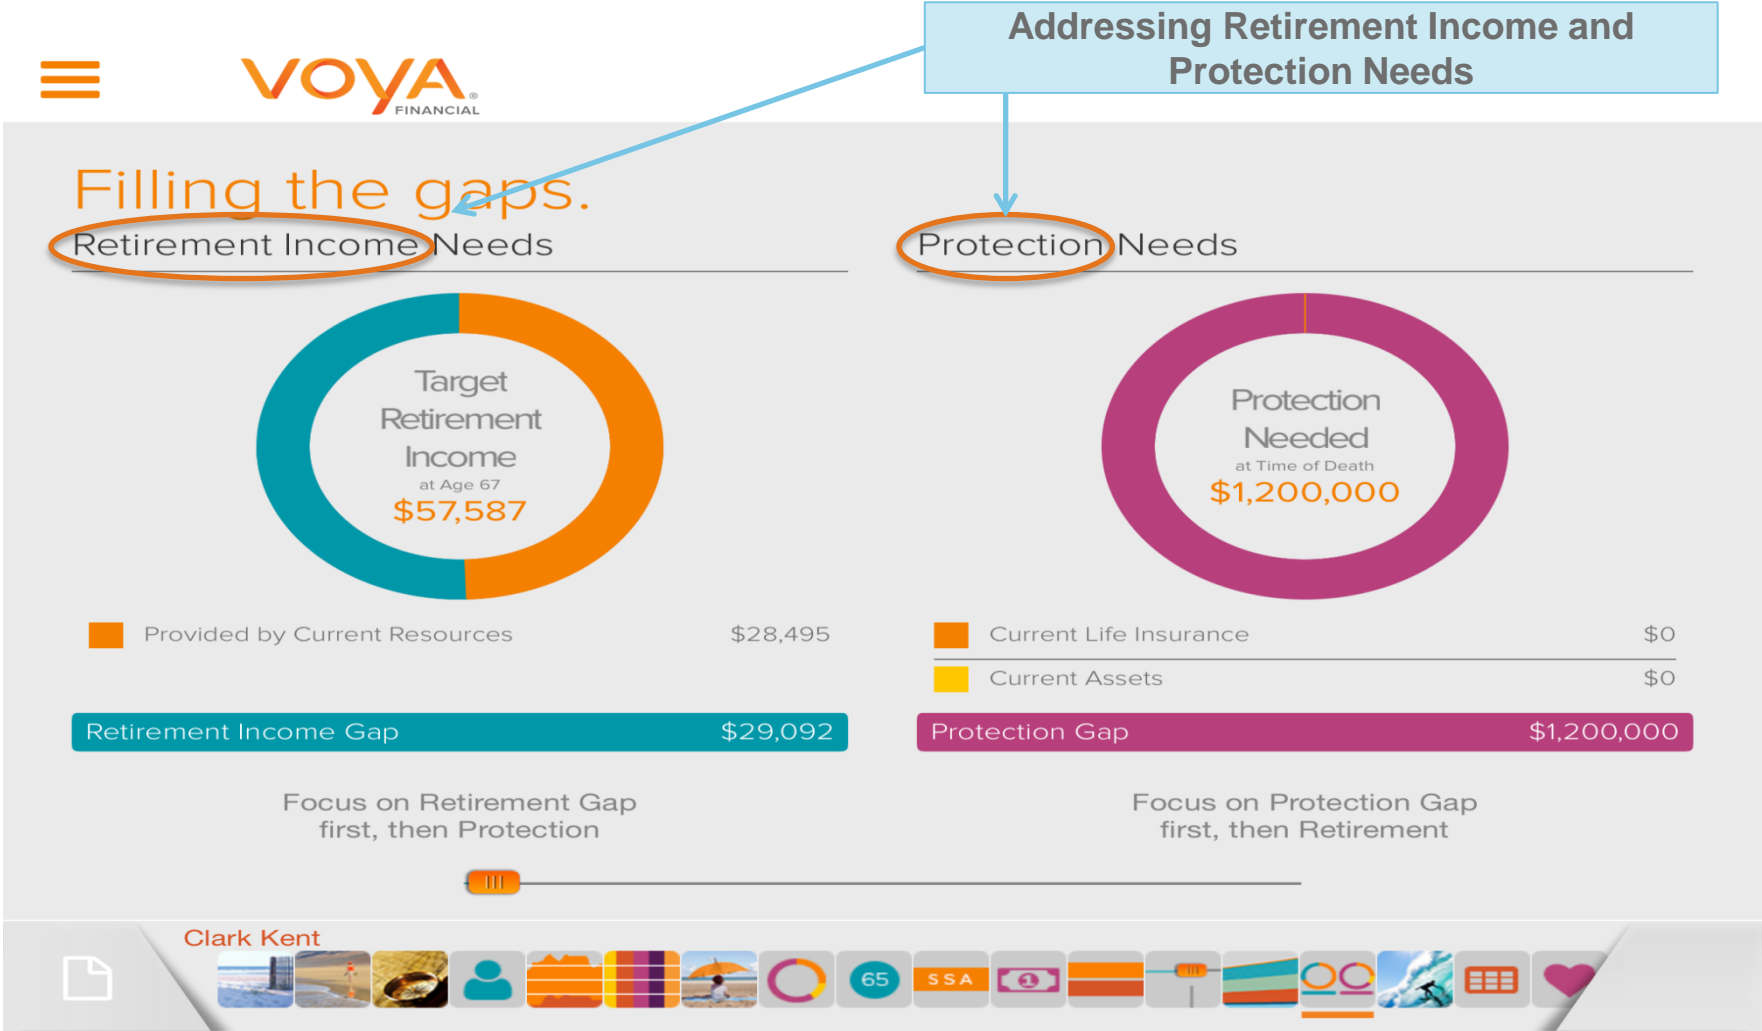 Addressing Retirement Income and
Protection Needs
VOYA®
FINANCIAL
Filling the gaps.
Retirement Income Needs
Protection Needs
Target
Retirement
Income
at Age 67
$57,587
Protection
Needed
at Time of Death
$1,200,000
Provided by Current Resources $28,495
Current Life Insurance $0
Current Assets $0
Retirement Income Gap $29,092
Protection Gap $1,200,000
Focus on Retirement Gap
first, then Protection
Focus on Protection Gap
first, then Retirement
Clark Kent
65
SSA
1